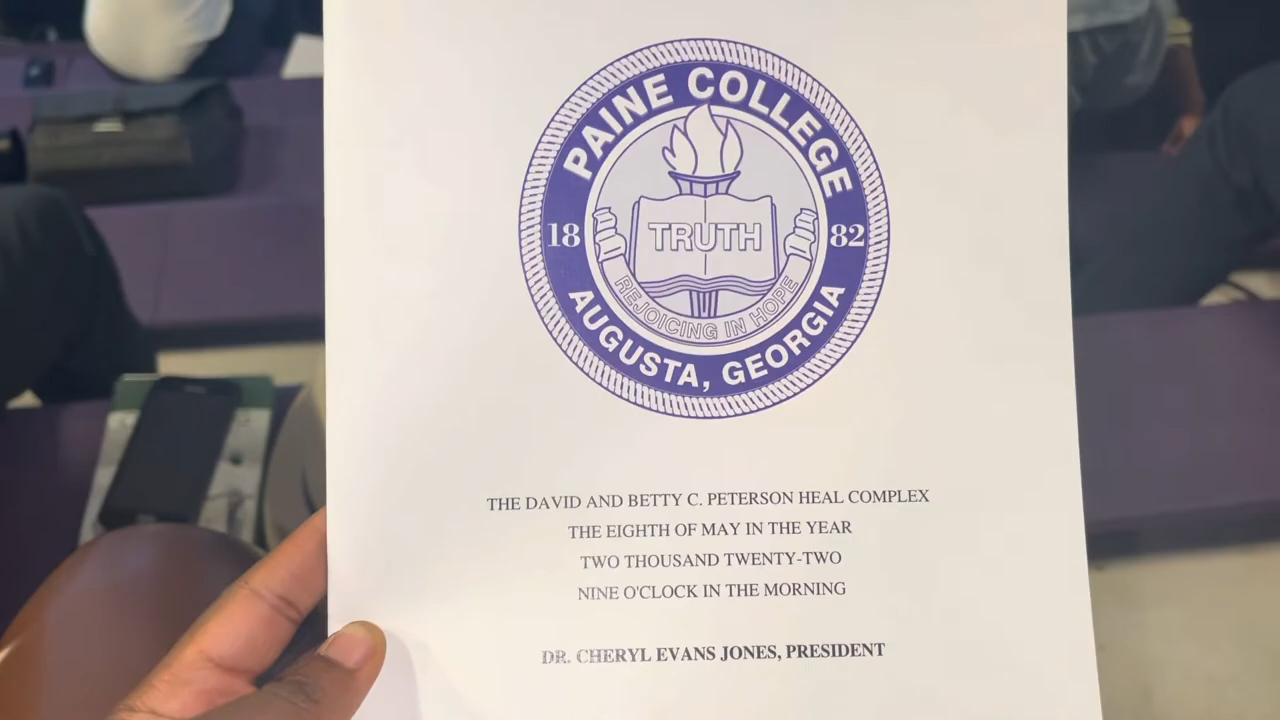 PAINE COLLEGE
18 82
TRUTH
REJOICING IN HOPE
AUGUSTA, GEORGIA
THE DAVID AND BETTY C. PETERSON HEAL COMPLEX
THE EIGHTH OF MAY IN THE YEAR
TWO THOUSAND TWENTY-TWO
NINE O'CLOCK IN THE MORNING
DR. CHERYL EVANS JONES, PRESIDENT